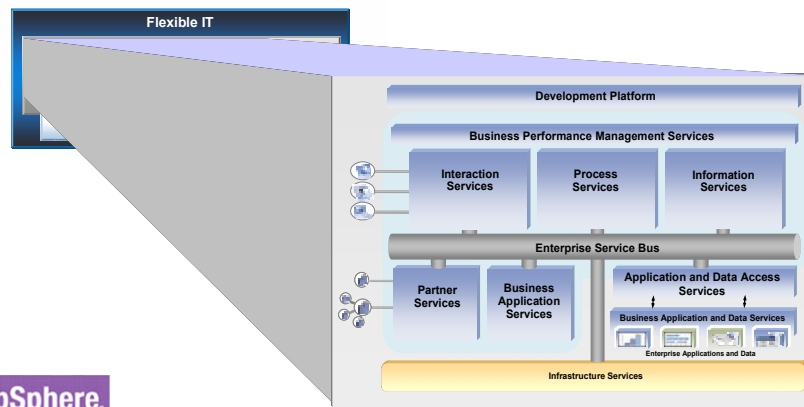 Flexible IT
Development Platform
Business Performance Management Services
Interaction
Services
Process
Services
Information
Services
Enterprise Service Bus
Partner
Services
Business
Application
Services
Application and Data Access
Services
Business Application and Data Services
Enterprise Applications and Data
Infrastructure Services